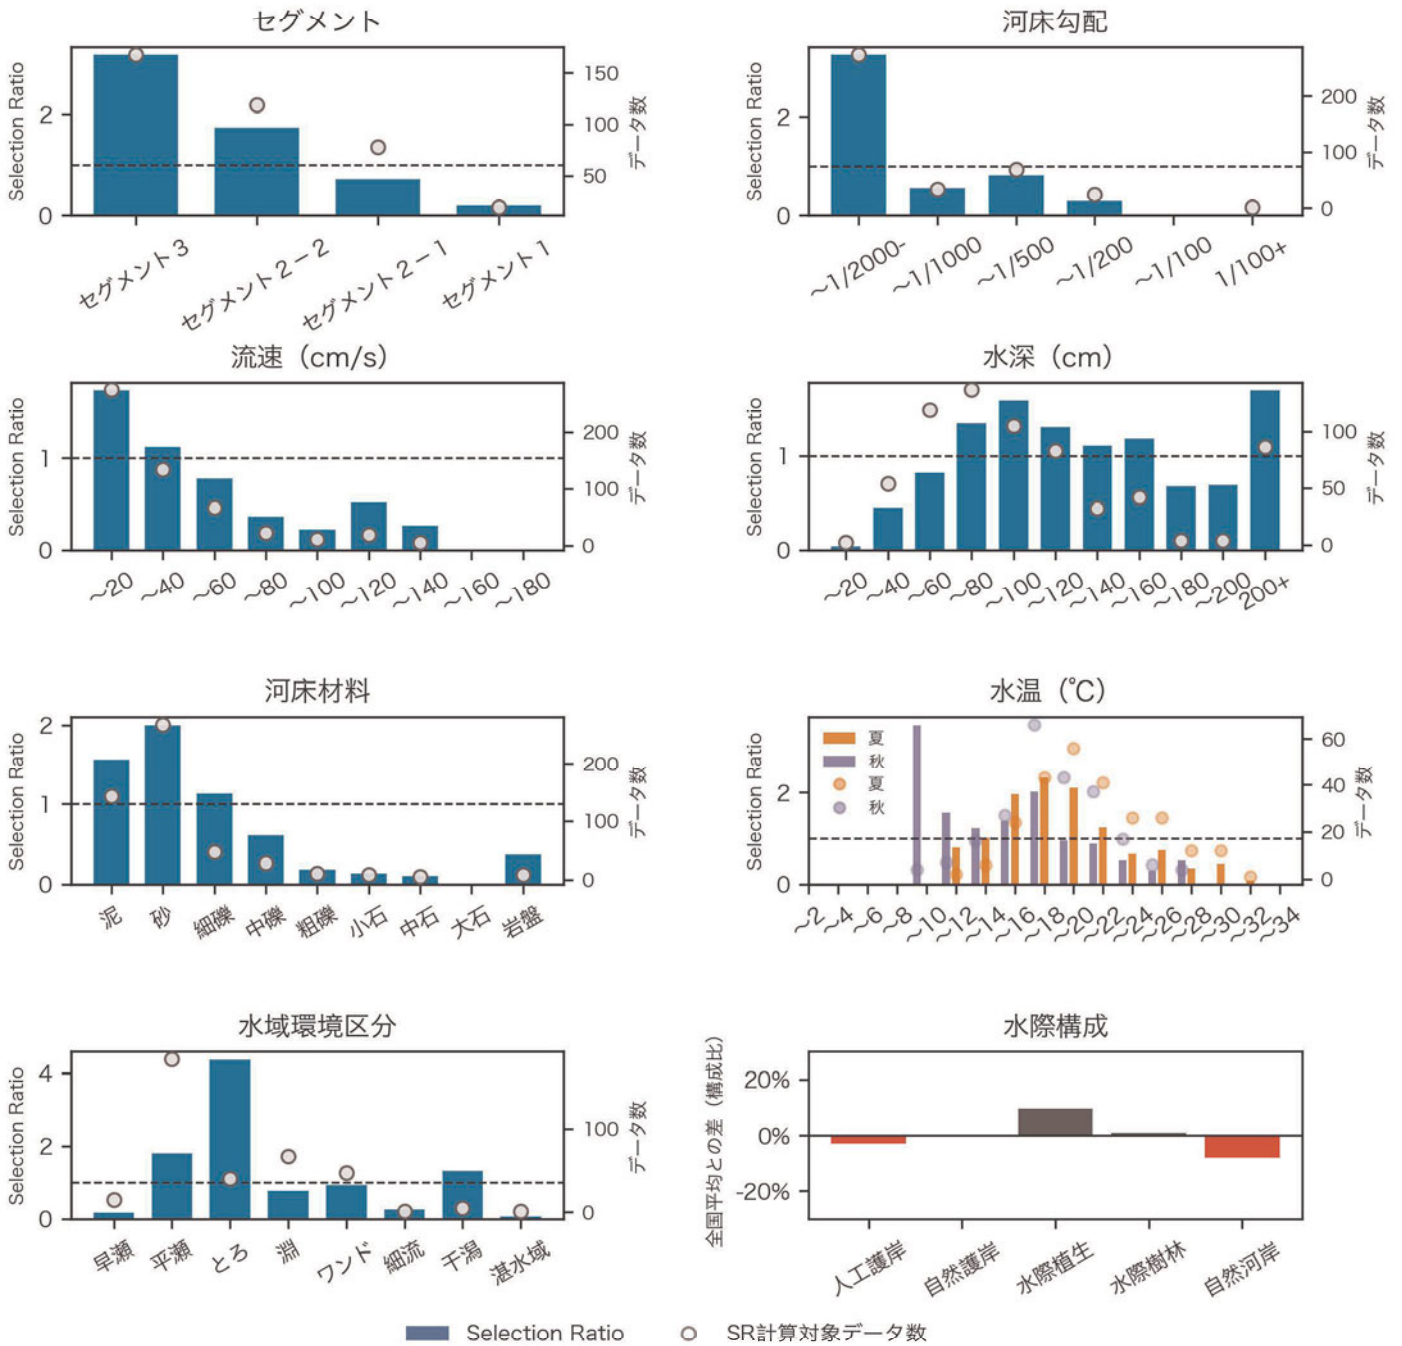 セグメント
Selection Ratio
2
0
150
100
50
データ数
セグメント3
セグメント2-2
セグメント2-1
セグメント1
河床勾配
Selection Ratio
2
0
200
100
0
データ数
～1/2000-
～1/1000
～1/500
～1/200
～1/100
1/100+
流速（cm/s）
Selection Ratio
1
0
200
100
0
データ数
～20
～40
～60
～80
～100
～120
～140
～160
～180
水深（cm）
Selection Ratio
1
0
100
50
0
データ数
～20
～40
～60
～80
～100
～120
～140
～160
～180
～200
200+
河床材料
Selection Ratio
2
1
0
200
100
0
データ数
泥
砂
細礫
中礫
粗礫
小石
中石
大石
岩盤
水温（℃）
Selection Ratio
2
0
夏
秋
夏
秋
60
40
20
0
データ数
～2
～4
～6
～8
～10
～12
～14
～16
～18
～20
～22
～24
～26
～28
～30
～32
～34
水域環境区分
Selection Ratio
4
2
0
100
0
データ数
早瀬
平瀬
とろ
淵
ワンド
細流
干潟
湛水域
水際構成
全国平均との差（構成比）
20%
0%
-20%
人工護岸
自然護岸
水際植生
水際樹林
自然河岸
Selection Ratio
SR計算対象データ数